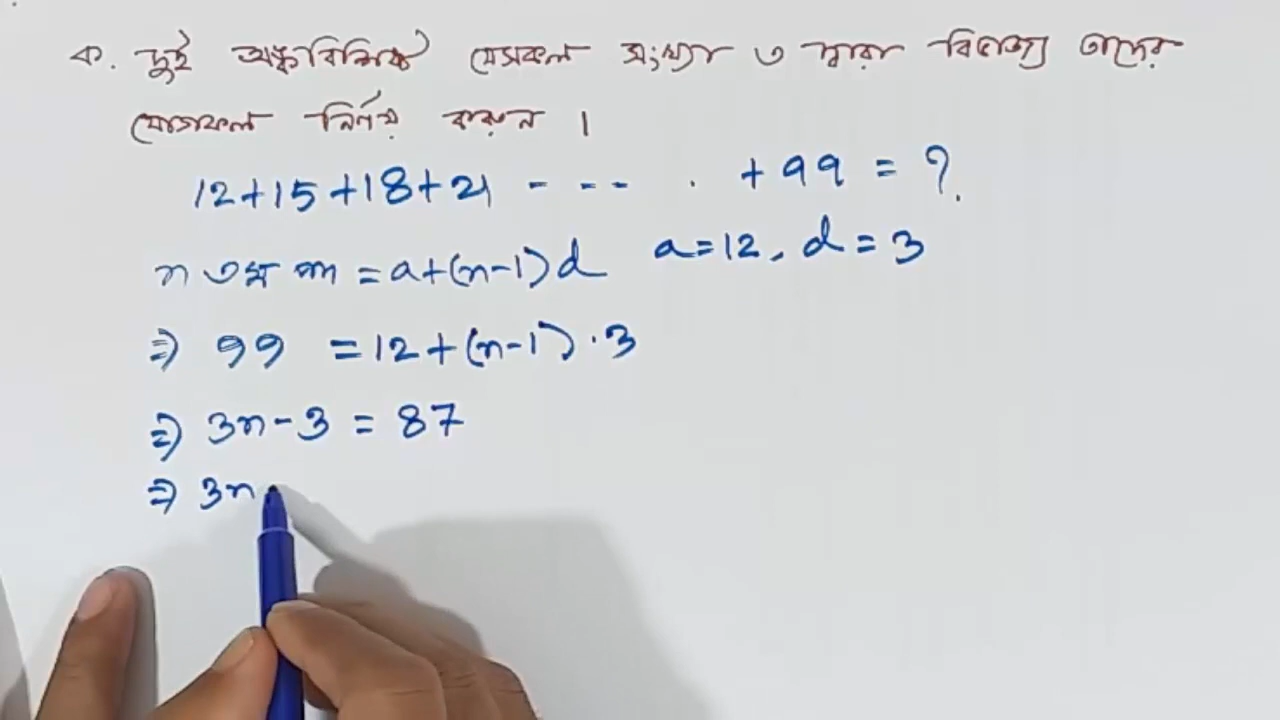 ক. দুই অঙ্কবিশিষ্ট যেসকল সংখ্যা ৩ দ্বারা বিভাজ্য তাদের
যোগফল নির্ণয় করুন ।
12+15+18+21 - --- . +99 = ?.
n তম পদ = a+(n-1)d a=12, d=3
⇒ 99 = 12+(n-1).3
⇒ 3n-3 = 87
⇒ 3n